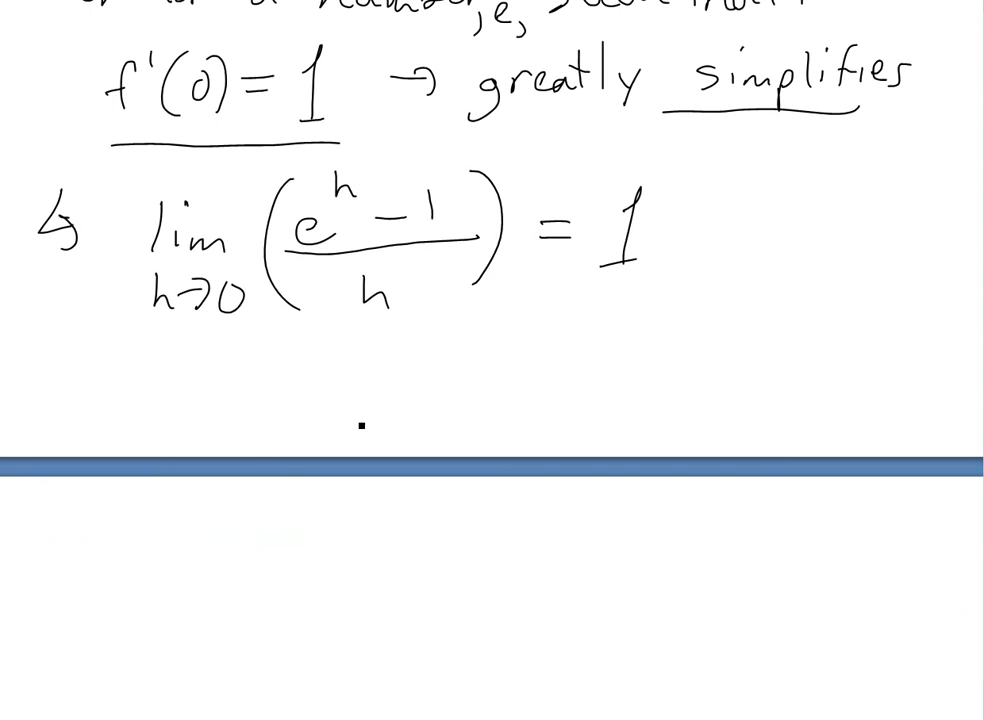 , e,
f'(0) = 1 → greatly simplifies
↳ lim h→0 ( (e^h - 1) / h ) = 1